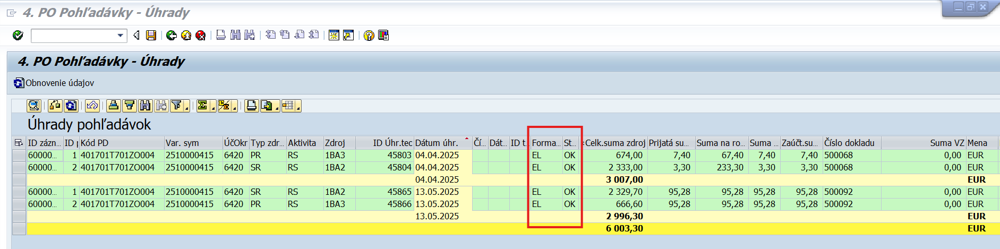 4. PO Pohľadávky - Úhrady
4. PO Pohľadávky - Úhrady
Obnovenie údajov
Úhrady pohľadávok
ID zázn... ID Kód PD Var. sym ÚčOkr Typ zdr... Aktivita Zdroj ID Úhr.tec Dátum úhr. Čí... Dát... ID t... Forma... St... Celk.suma zdroj Prijatá su... Suma na ro... Suma ... Zaúčt.su... Číslo dokladu Suma VZ Mena
60000... 1 401701T701ZO004 2510000415 6420 PR RS 1BA3 45803 04.04.2025 EL OK 674,00 7,40 67,40 7,40 7,40 500068 0,00 EUR
60000... 2 401701T701ZO004 2510000415 6420 SR RS 1BA2 45804 04.04.2025 EL OK 2 333,00 3,30 233,30 3,30 3,30 500068 0,00 EUR
04.04.2025 3 007,00 EUR
60000... 1 401701T701ZO004 2510000415 6420 SR RS 1BA2 45865 13.05.2025 EL OK 2 329,70 95,28 95,28 95,28 95,28 500092 0,00 EUR
60000... 2 401701T701ZO004 2510000415 6420 PR RS 1BA3 45866 13.05.2025 EL OK 666,60 95,28 95,28 95,28 95,28 500092 0,00 EUR
13.05.2025 2 996,30 EUR
6 003,30 EUR